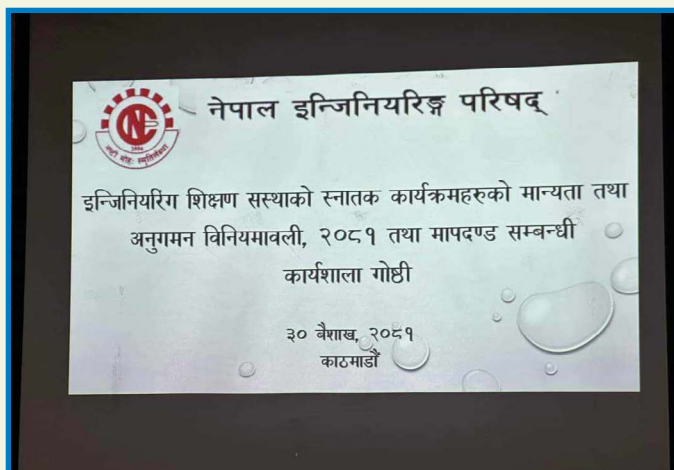 नेपाल इन्जिनियरिङ्ग परिषद्
इन्जिनियरिंग शिक्षण सस्थाको स्नातक कार्यक्रमहरुको मान्यता तथा
अनुगमन विनियमावली, २०८१ तथा मापदण्ड सम्बन्धी
कार्यशाला गोष्ठी
३० बैशाख, २०८१
काठमाडौं